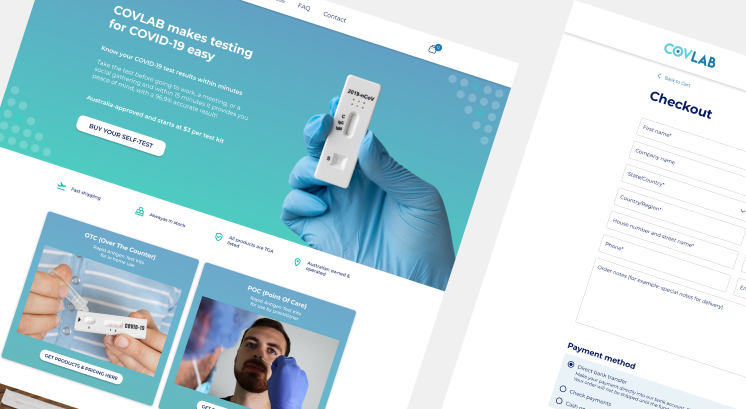 FAQ
Contact
0
COVLAB makes testing
for COVID-19 easy
Know your COVID-19 test results within minutes
Take the test before going to work, a meeting, or a
social gathering and within 15 minutes it provides you
peace of mind, with a 96.9% accurate result!
Australia-approved and starts at $3 per test kit
BUY YOUR SELF-TEST
2019-nCoV
C
IgG
IgM
S
Fast shipping
Always in stock
All products are TGA
listed
Australian owned &
operated
OTC (Over The Counter)
Rapid Antigen Test Kits
for in home use
COVID-19
GET PRODUCTS & PRICING HERE
POC (Point Of Care)
Rapid Antigen Test Kits
for use by practitioner
COVLAB
Back to cart
Checkout
First name*
Company name
State/Country*
Country/Region*
House number and street name*
Phone*
Order notes (for example special notes for delivery)
Payment method
Direct bank transfer
Make your payment directly into our bank account.
Your order will not be shipped until the
Check payments